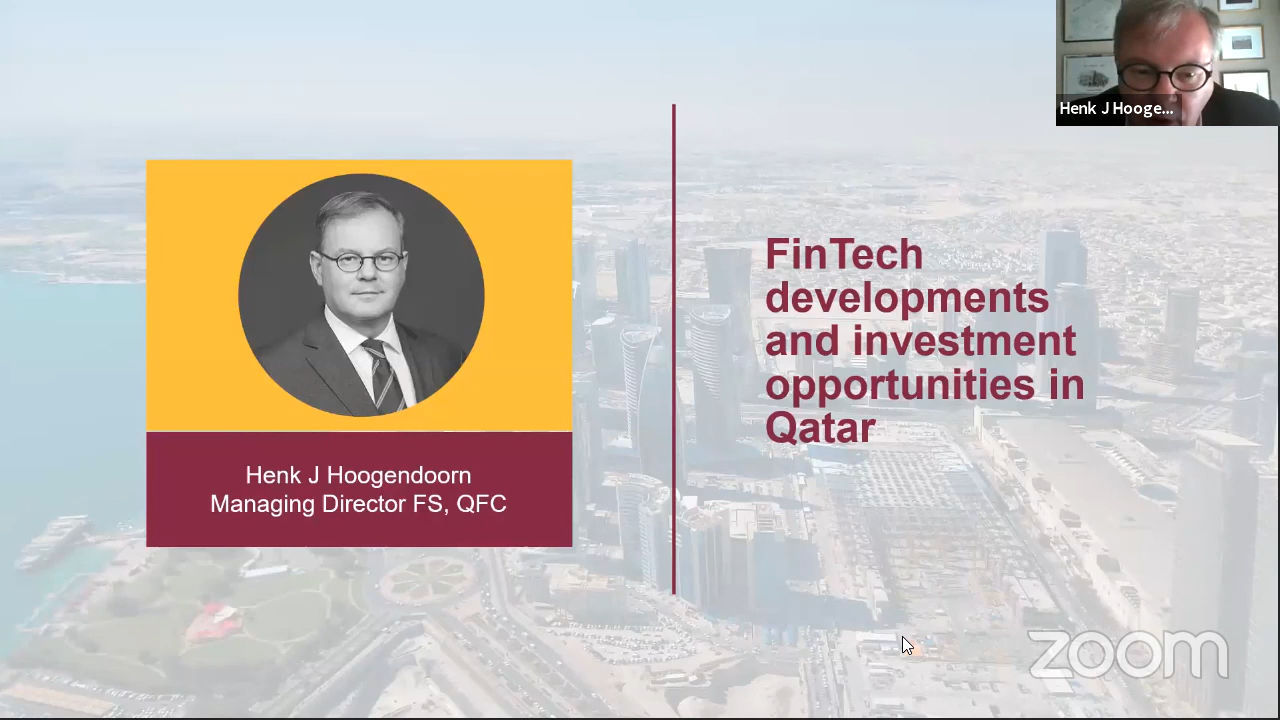 Henk J Hooge...
FinTech
developments
and investment
opportunities in
Qatar
Henk J Hoogendoorn
Managing Director FS, QFC
zoom